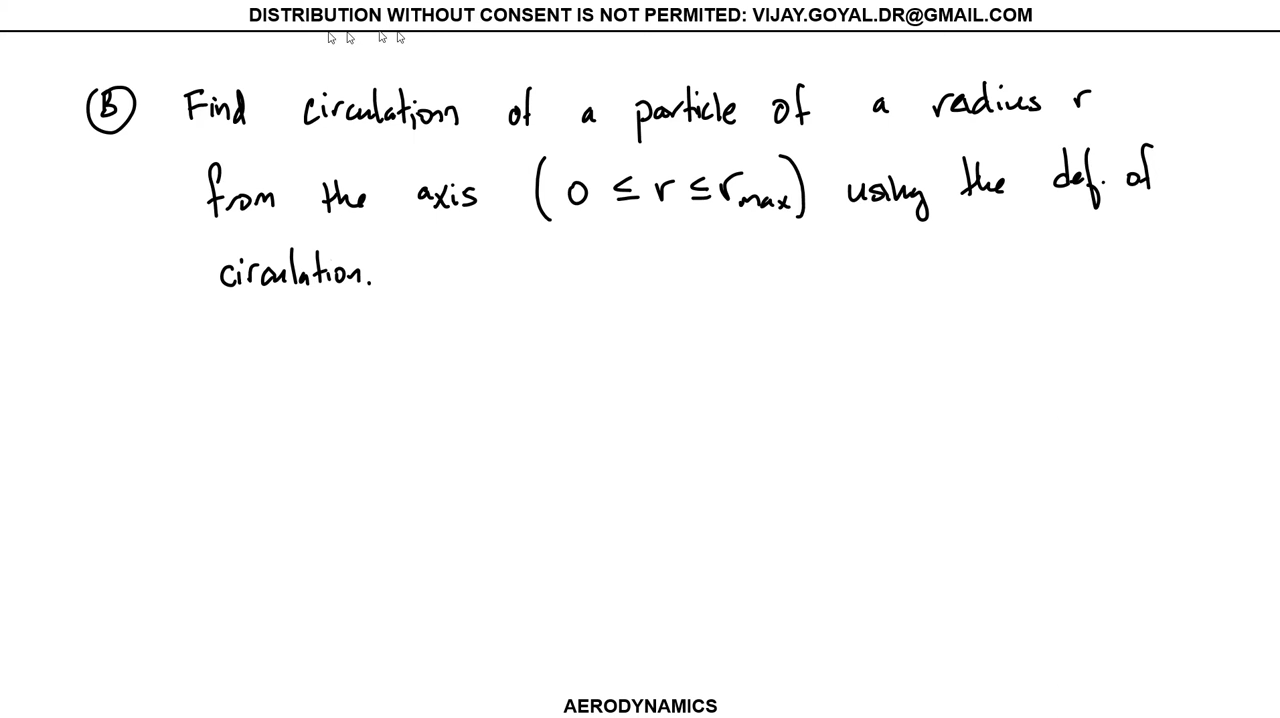 DISTRIBUTION WITHOUT CONSENT IS NOT PERMITTED: VIJAY.GOYAL.DR@GMAIL.COM
(B) Find circulation of a particle of a radius r
from the axis (0 ≤ r ≤ rmax) using the def. of
circulation.
AERODYNAMICS